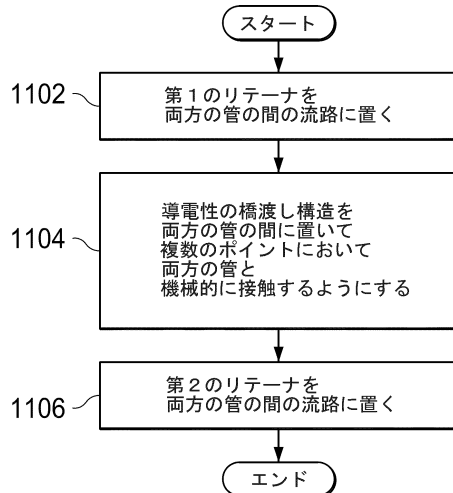 スタート
1102
第１のリテーナを
両方の管の間の流路に置く
1104
導電性の橋渡し構造を
両方の管の間に置いて
複数のポイントにおいて
両方の管と
機械的に接触するようにする
1106
第２のリテーナを
両方の管の間の流路に置く
エンド